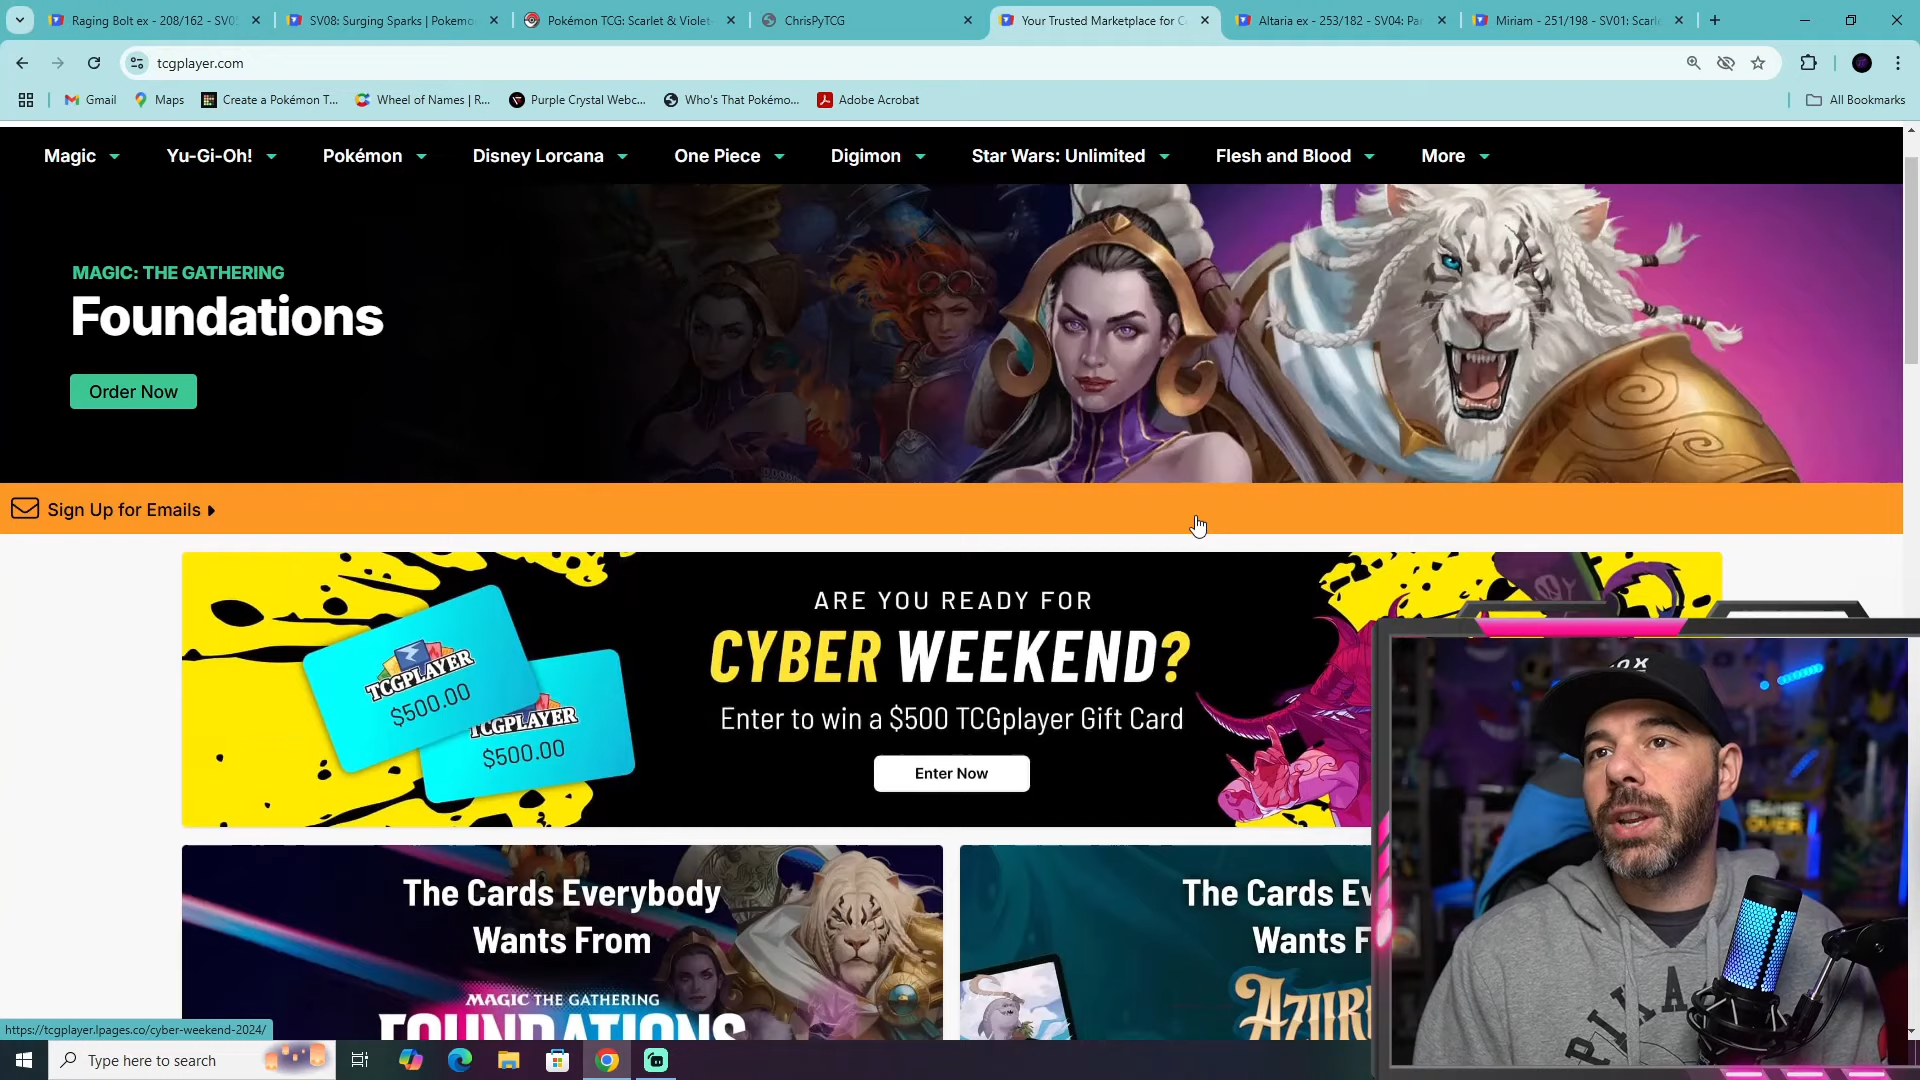 Raging Bolt ex - 208/162 - SV0
SV08: Surging Sparks | Pokemo
Pokémon TCG: Scarlet & Violet
ChrisPyTCG
Your Trusted Marketplace for C
Altaria ex - 253/182 - SV04: Pa
Miriam - 251/198 - SV01: Scarl
tcgplayer.com
Gmail
Maps
Create a Pokémon T...
Wheel of Names | R...
Purple Crystal Webc...
Who's That Pokémo...
Adobe Acrobat
All Bookmarks
Magic
Yu-Gi-Oh!
Pokémon
Disney Lorcana
One Piece
Digimon
Star Wars: Unlimited
Flesh and Blood
More
MAGIC: THE GATHERING
Foundations
Order Now
Sign Up for Emails
ARE YOU READY FOR
CYBER WEEKEND?
Enter to win a $500 TCGplayer Gift Card
Enter Now
TCGPLAYER
$500.00
TCGPLAYER
$500.00
The Cards Everybody
Wants From
MAGIC THE GATHERING
FOUNDATIONS
The Cards Ev
Wants F
AZURI
GAME
OVER
https://tcgplayer.lpages.co/cyber-weekend-2024/
Type here to search